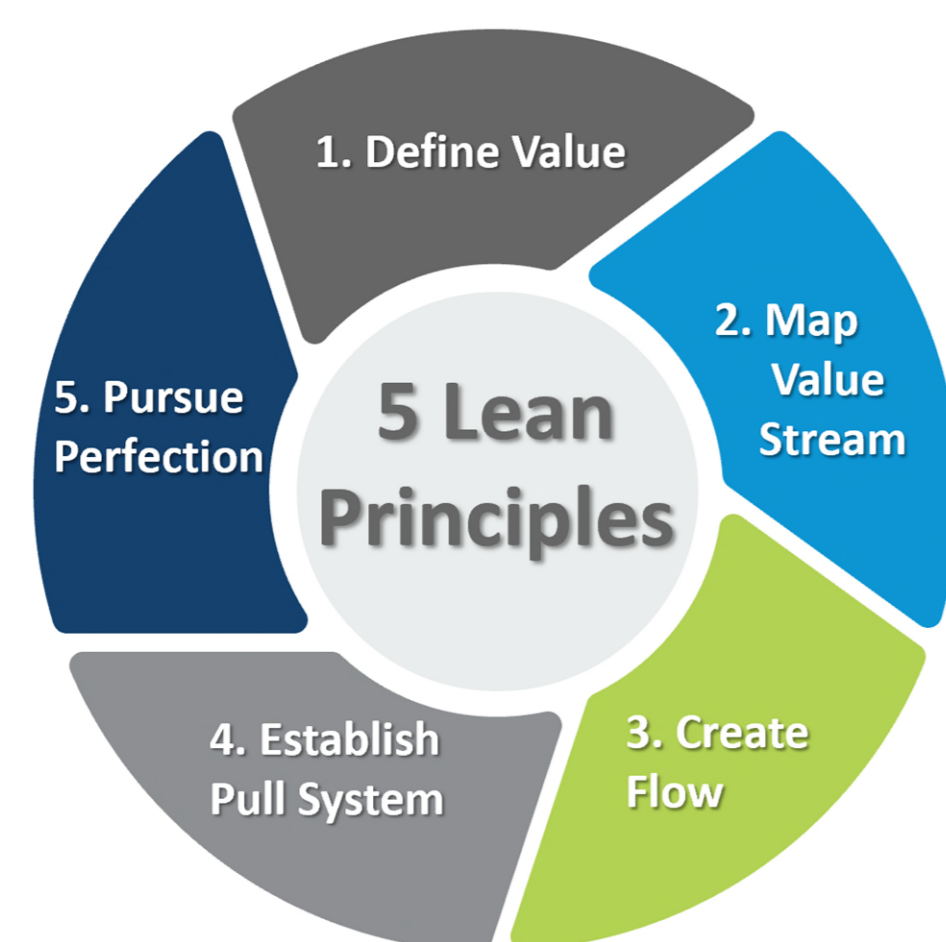 5 Lean
Principles
1. Define Value
2. Map
Value
Stream
3. Create
Flow
4. Establish
Pull System
5. Pursue
Perfection